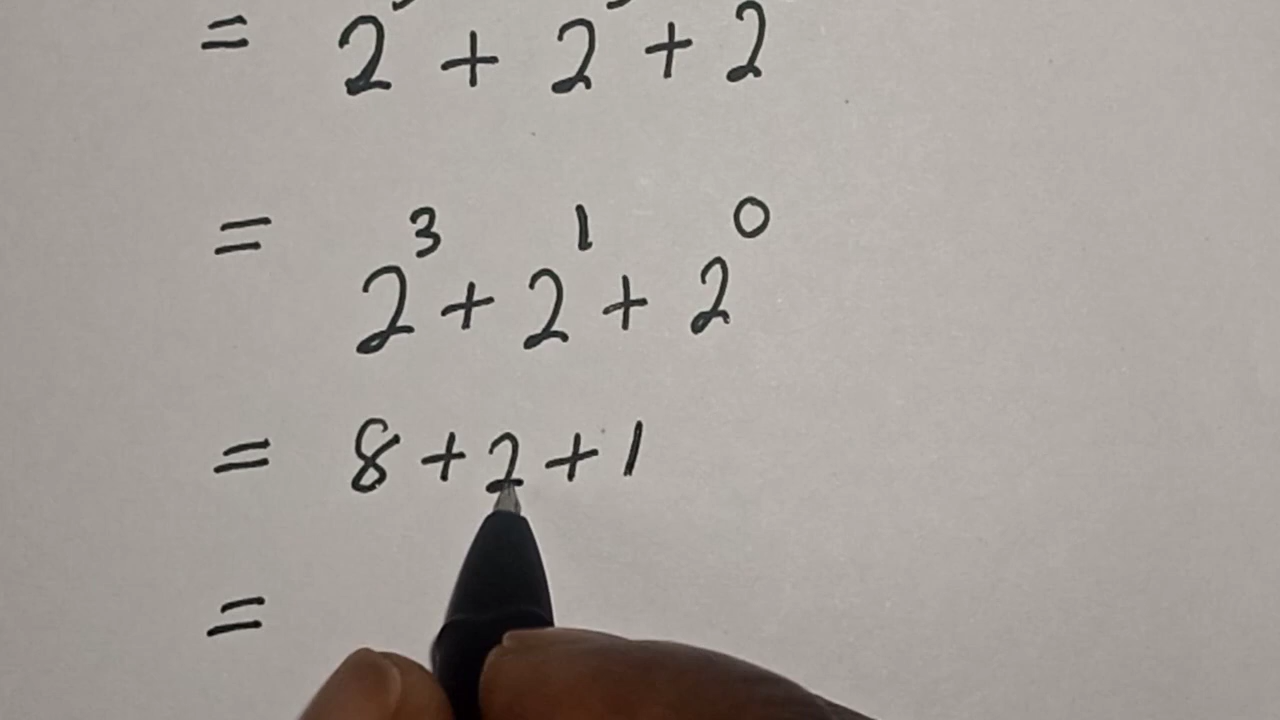 = 2 + 2 + 2
= 2³ + 2¹ + 2⁰
= 8 + 2 + 1
=